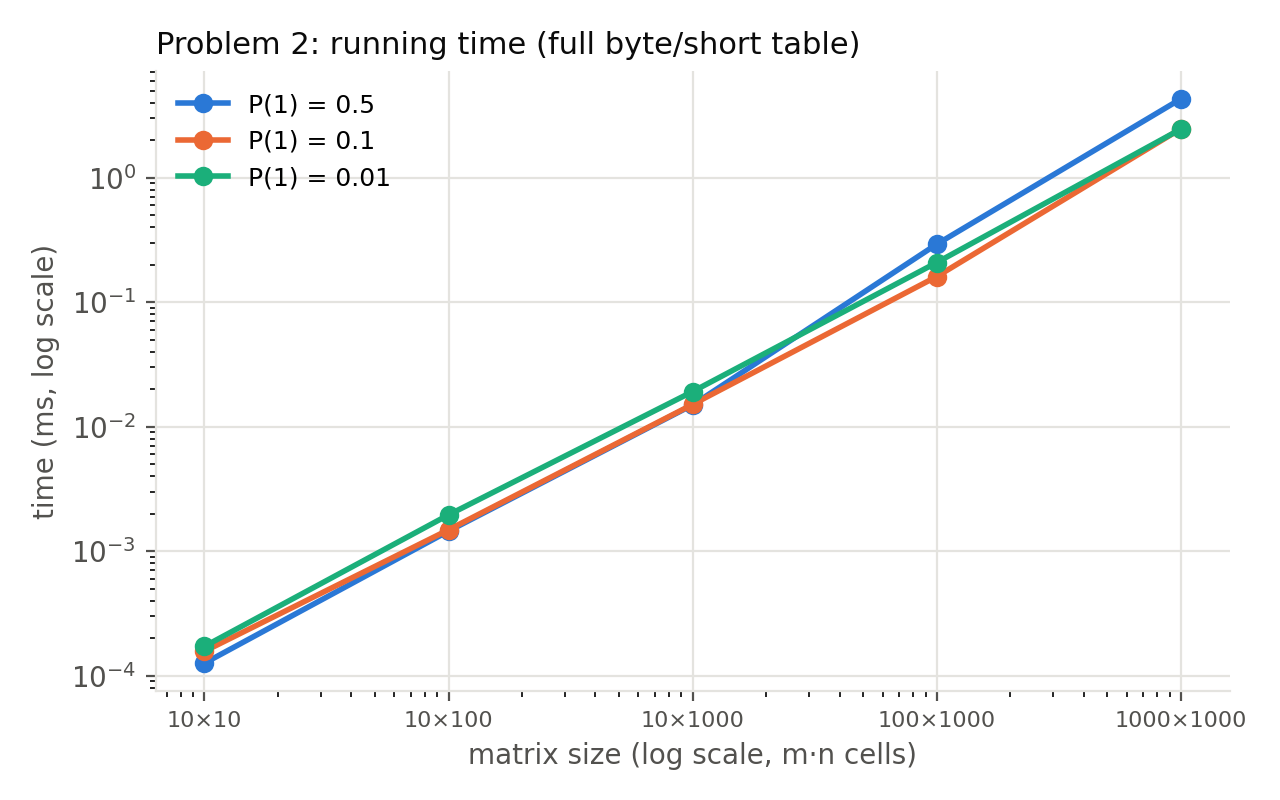 Problem 2: running time (full byte/short table)
P(1) = 0.5
P(1) = 0.1
P(1) = 0.01
10⁰
10⁻¹
10⁻²
10⁻³
10⁻⁴
time (ms, log scale)
10×10 10×100 10×1000 100×1000 1000×1000
matrix size (log scale, m·n cells)